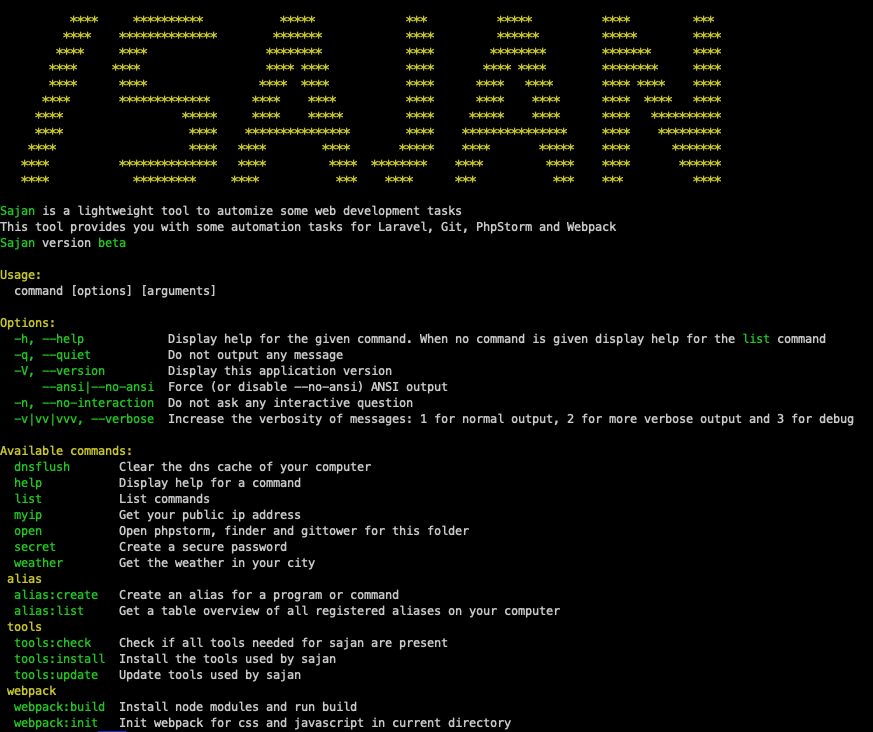 /SAJAN
Sajan is a lightweight tool to automize some web development tasks
This tool provides you with some automation tasks for Laravel, Git, PhpStorm and Webpack
Sajan version beta
Usage:
command [options] [arguments]
Options:
-h, --help Display help for the given command. When no command is given display help for the list command
-q, --quiet Do not output any message
-V, --version Display this application version
--ansi|--no-ansi Force (or disable --no-ansi) ANSI output
-n, --no-interaction Do not ask any interactive question
-v|vv|vvv, --verbose Increase the verbosity of messages: 1 for normal output, 2 for more verbose output and 3 for debug
Available commands:
dnsflush Clear the dns cache of your computer
help Display help for a command
list List commands
myip Get your public ip address
open Open phpstorm, finder and gittower for this folder
secret Create a secure password
weather Get the weather in your city
alias
alias:create Create an alias for a program or command
alias:list Get a table overview of all registered aliases on your computer
tools
tools:check Check if all tools needed for sajan are present
tools:install Install the tools used by sajan
tools:update Update tools used by sajan
webpack
webpack:build Install node modules and run build
webpack:init Init webpack for css and javascript in current directory